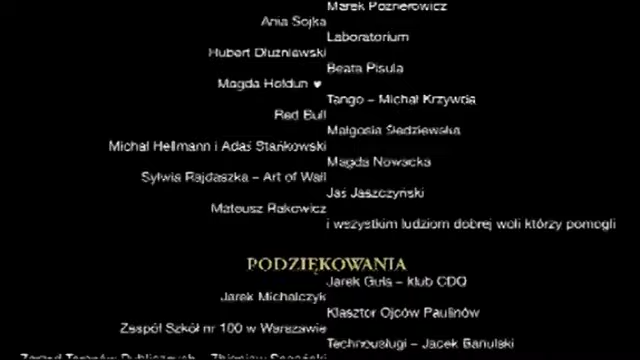 Marek Poznerowicz
Ania Sojka
Laboratorium
Hubert Dłużniewski
Beata Pisula
Magda Hołdun ♥
Tango – Michał Krzywda
Red Bull
Małgosia Śledziewska
Michał Hellmann i Adaś Stańkowski
Magda Nowacka
Sylwia Rajdaszka – Art of Wall
Jaś Jaszczyński
Mateusz Rakowicz
i wszystkim ludziom dobrej woli którzy pomogli
PODZIĘKOWANIA
Jarek Guła – klub CDQ
Jarek Michalczyk
Klasztor Ojców Paulinów
Zespół Szkół nr 100 w Warszawie
Technousługi – Jacek Banulski